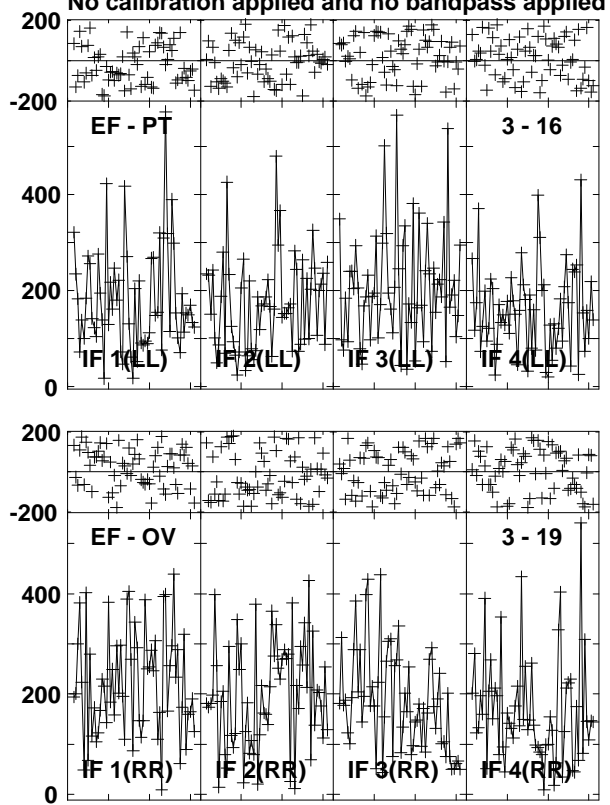 No calibration applied and no bandpass applied
200
-200
EF - PT 3 - 16
400
200
0
IF 1(LL) IF 2(LL) IF 3(LL) IF 4(LL)
200
-200
EF - OV 3 - 19
400
200
0
IF 1(RR) IF 2(RR) IF 3(RR) IF 4(RR)